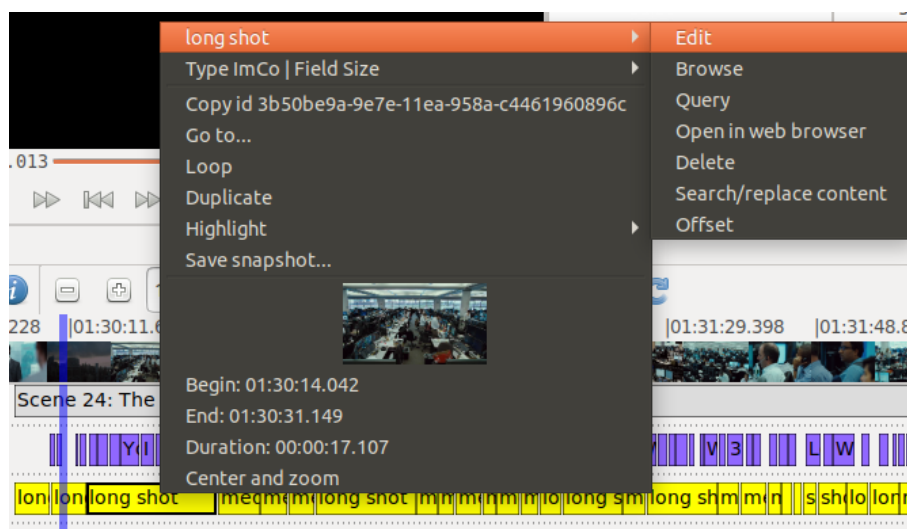 long shot
Edit
Type ImCo | Field Size
Browse
Copy id 3b50be9a-9e7e-11ea-958a-c4461960896c
Query
Go to...
Open in web browser
.013
Loop
Delete
Duplicate
Search/replace content
Highlight
Offset
Save snapshot...
228 |01:30:11.6
|01:31:29.398 |01:31:48.8
Begin: 01:30:14.042
Scene 24: The
End: 01:30:31.149
Duration: 00:00:17.107
W 3 L W
Center and zoom
long shot
long shot